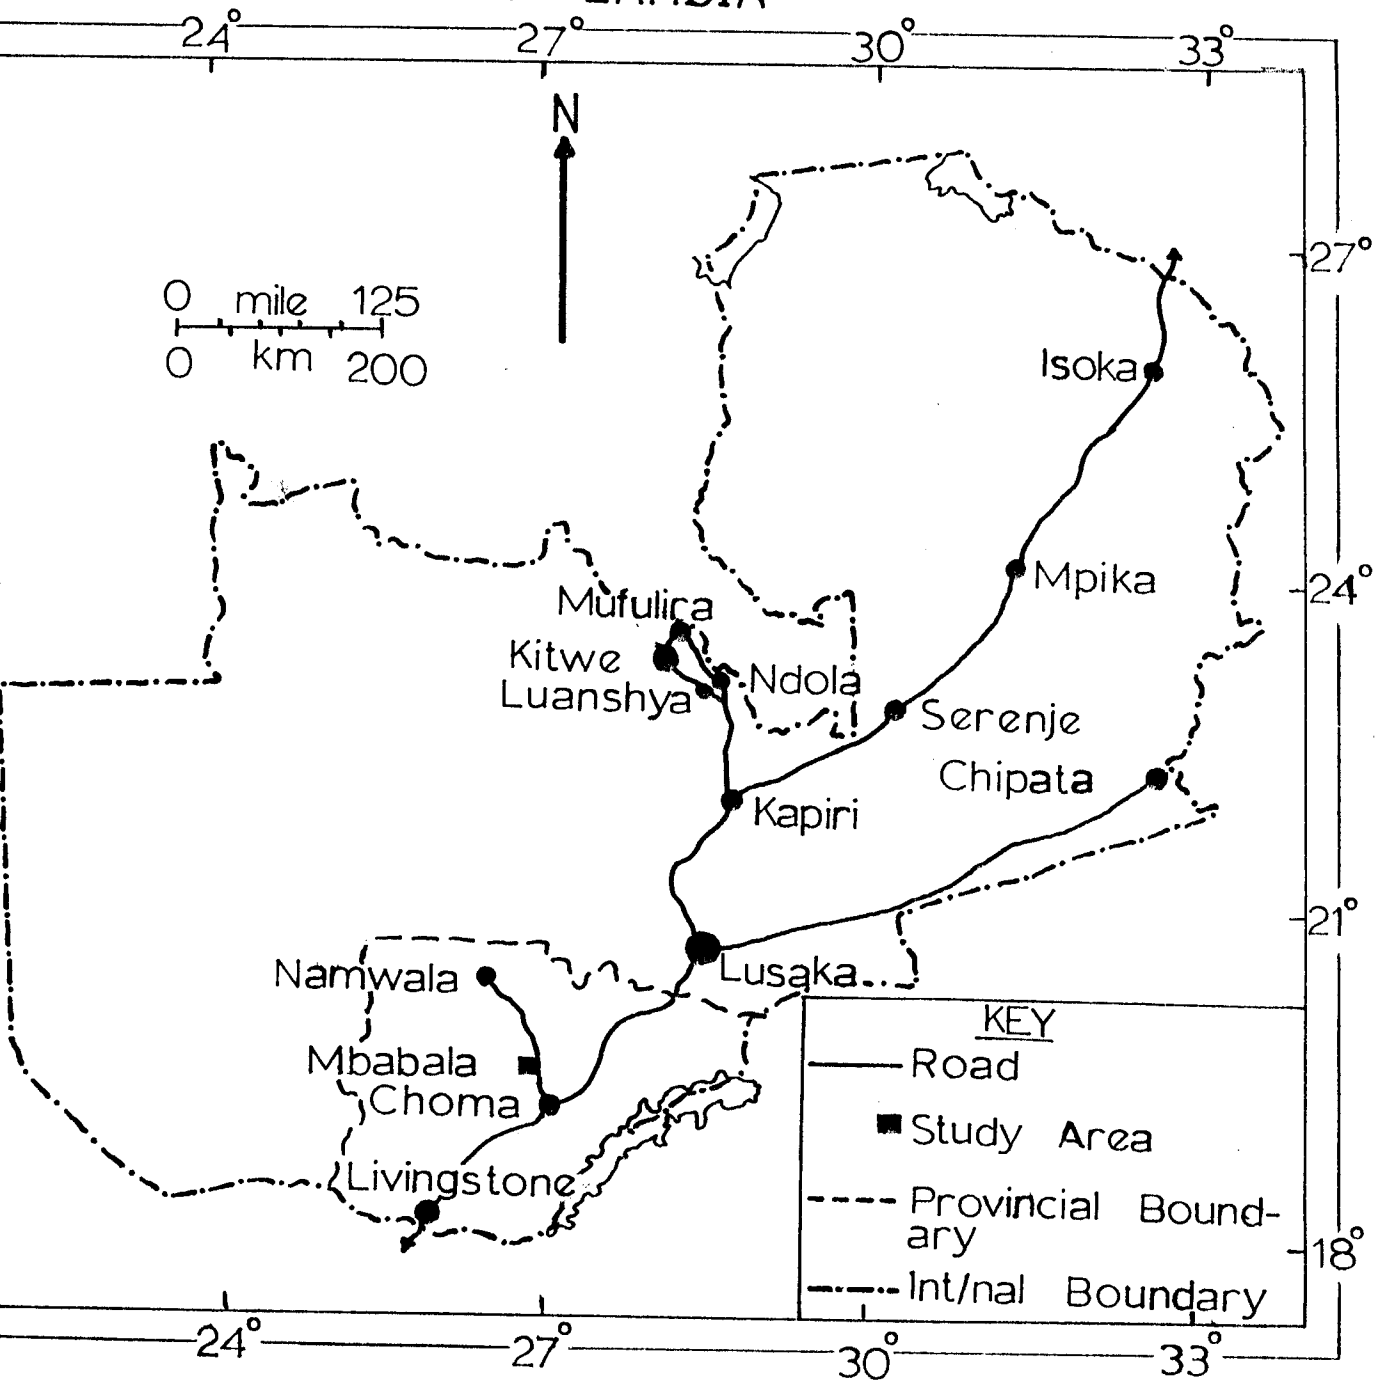 24° 27° 30° 33°
N
27°
0 mile 125
0 km 200
Isoka
Mpika
24°
Mufulira
Kitwe
Ndola
Luanshya
Serenje
Chipata
Kapiri
21°
Lusaka
Namwala
KEY
Mbabala
Road
Choma
Study Area
Livingstone
Provincial Bound-
ary
18°
Int/nal Boundary
24° 27° 30° 33°